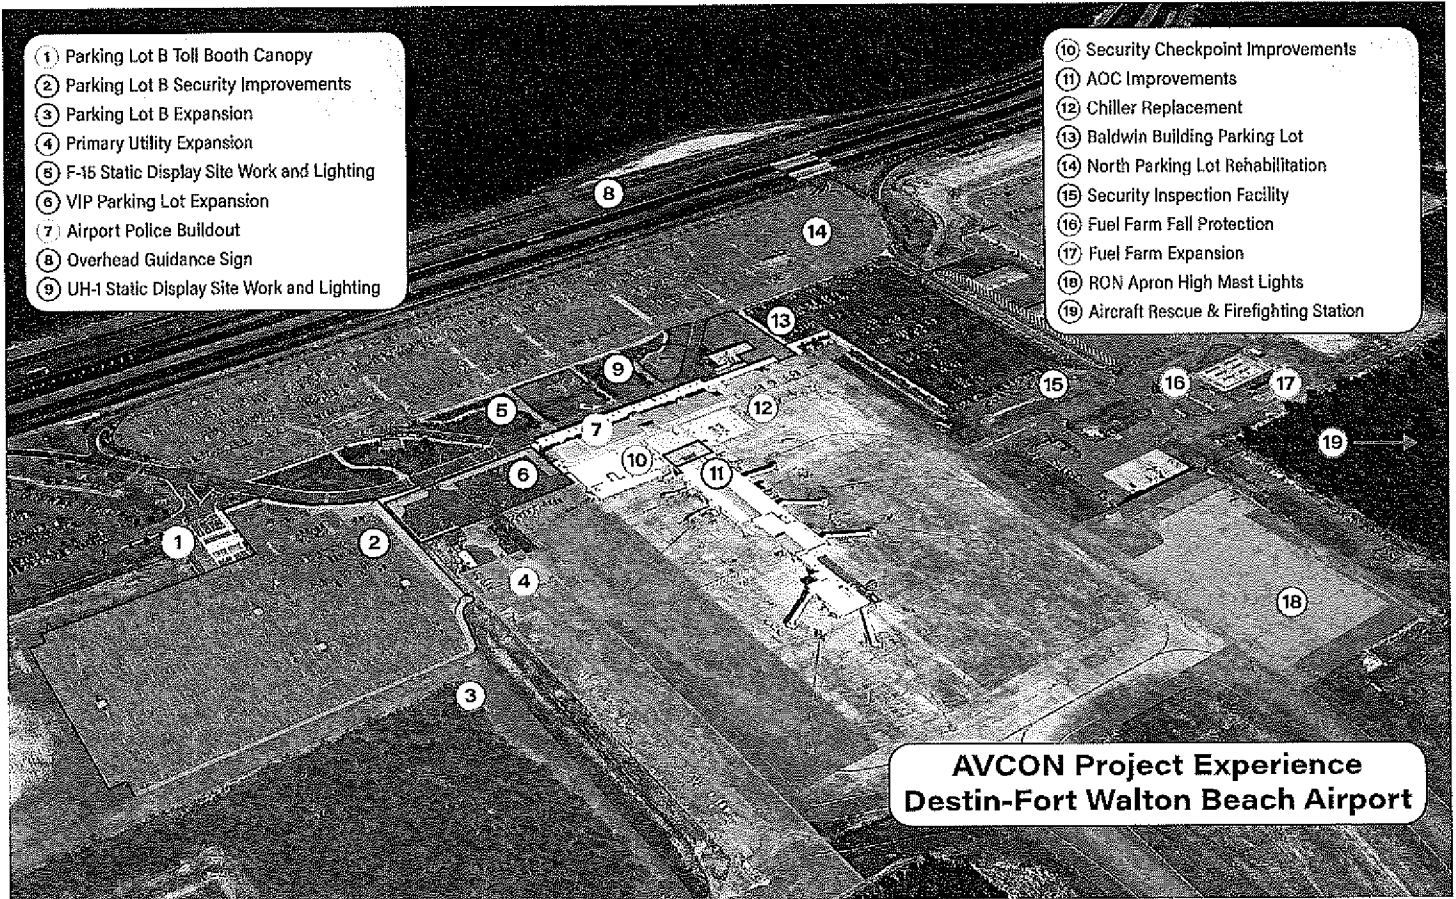 1 Parking Lot B Toll Booth Canopy
2 Parking Lot B Security Improvements
3 Parking Lot B Expansion
4 Primary Utility Expansion
5 F-15 Static Display Site Work and Lighting
6 VIP Parking Lot Expansion
7 Airport Police Buildout
8 Overhead Guidance Sign
9 UH-1 Static Display Site Work and Lighting
10 Security Checkpoint Improvements
11 AOC Improvements
12 Chiller Replacement
13 Baldwin Building Parking Lot
14 North Parking Lot Rehabilitation
15 Security Inspection Facility
16 Fuel Farm Fall Protection
17 Fuel Farm Expansion
18 RON Apron High Mast Lights
19 Aircraft Rescue & Firefighting Station
8
14
13
9
15
16
17
5
12
7
19
10
11
6
1
2
4
18
3
AVCON Project Experience
Destin-Fort Walton Beach Airport